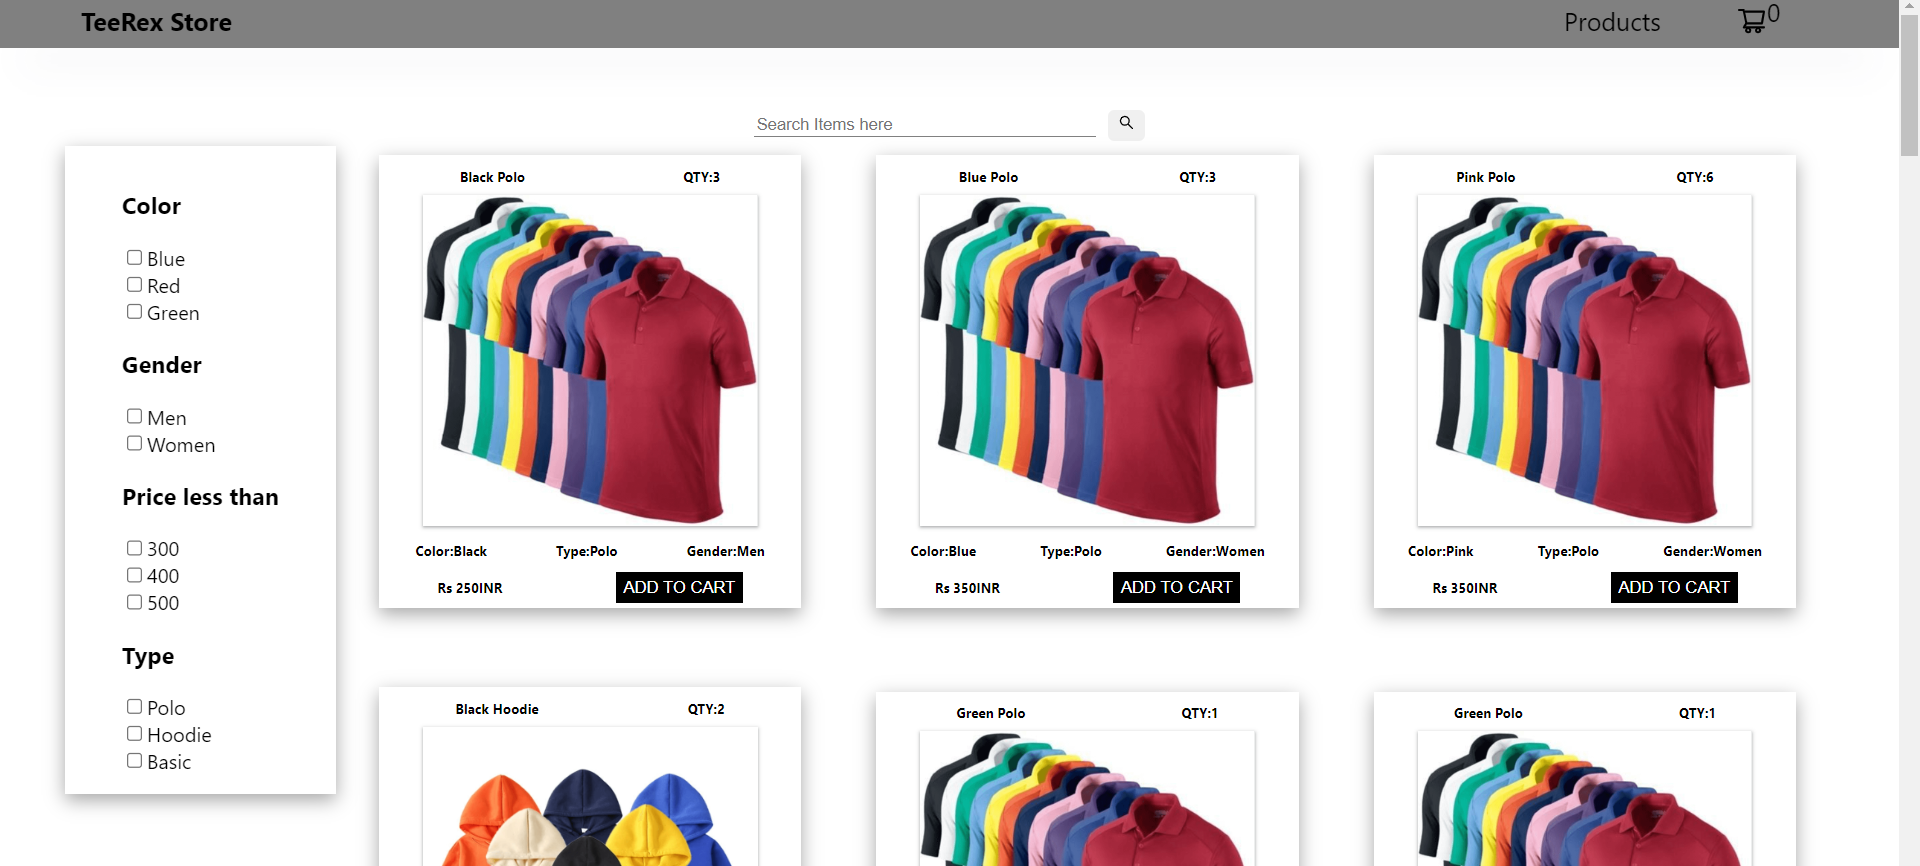 TeeRex Store
Products
0
Search Items here
Color
Blue
Red
Green
Gender
Men
Women
Price less than
300
400
500
Type
Polo
Hoodie
Basic
Black Polo QTY:3
Color:Black Type:Polo Gender:Men
Rs 250INR ADD TO CART
Blue Polo QTY:3
Color:Blue Type:Polo Gender:Women
Rs 350INR ADD TO CART
Pink Polo QTY:6
Color:Pink Type:Polo Gender:Women
Rs 350INR ADD TO CART
Black Hoodie QTY:2
Green Polo QTY:1
Green Polo QTY:1